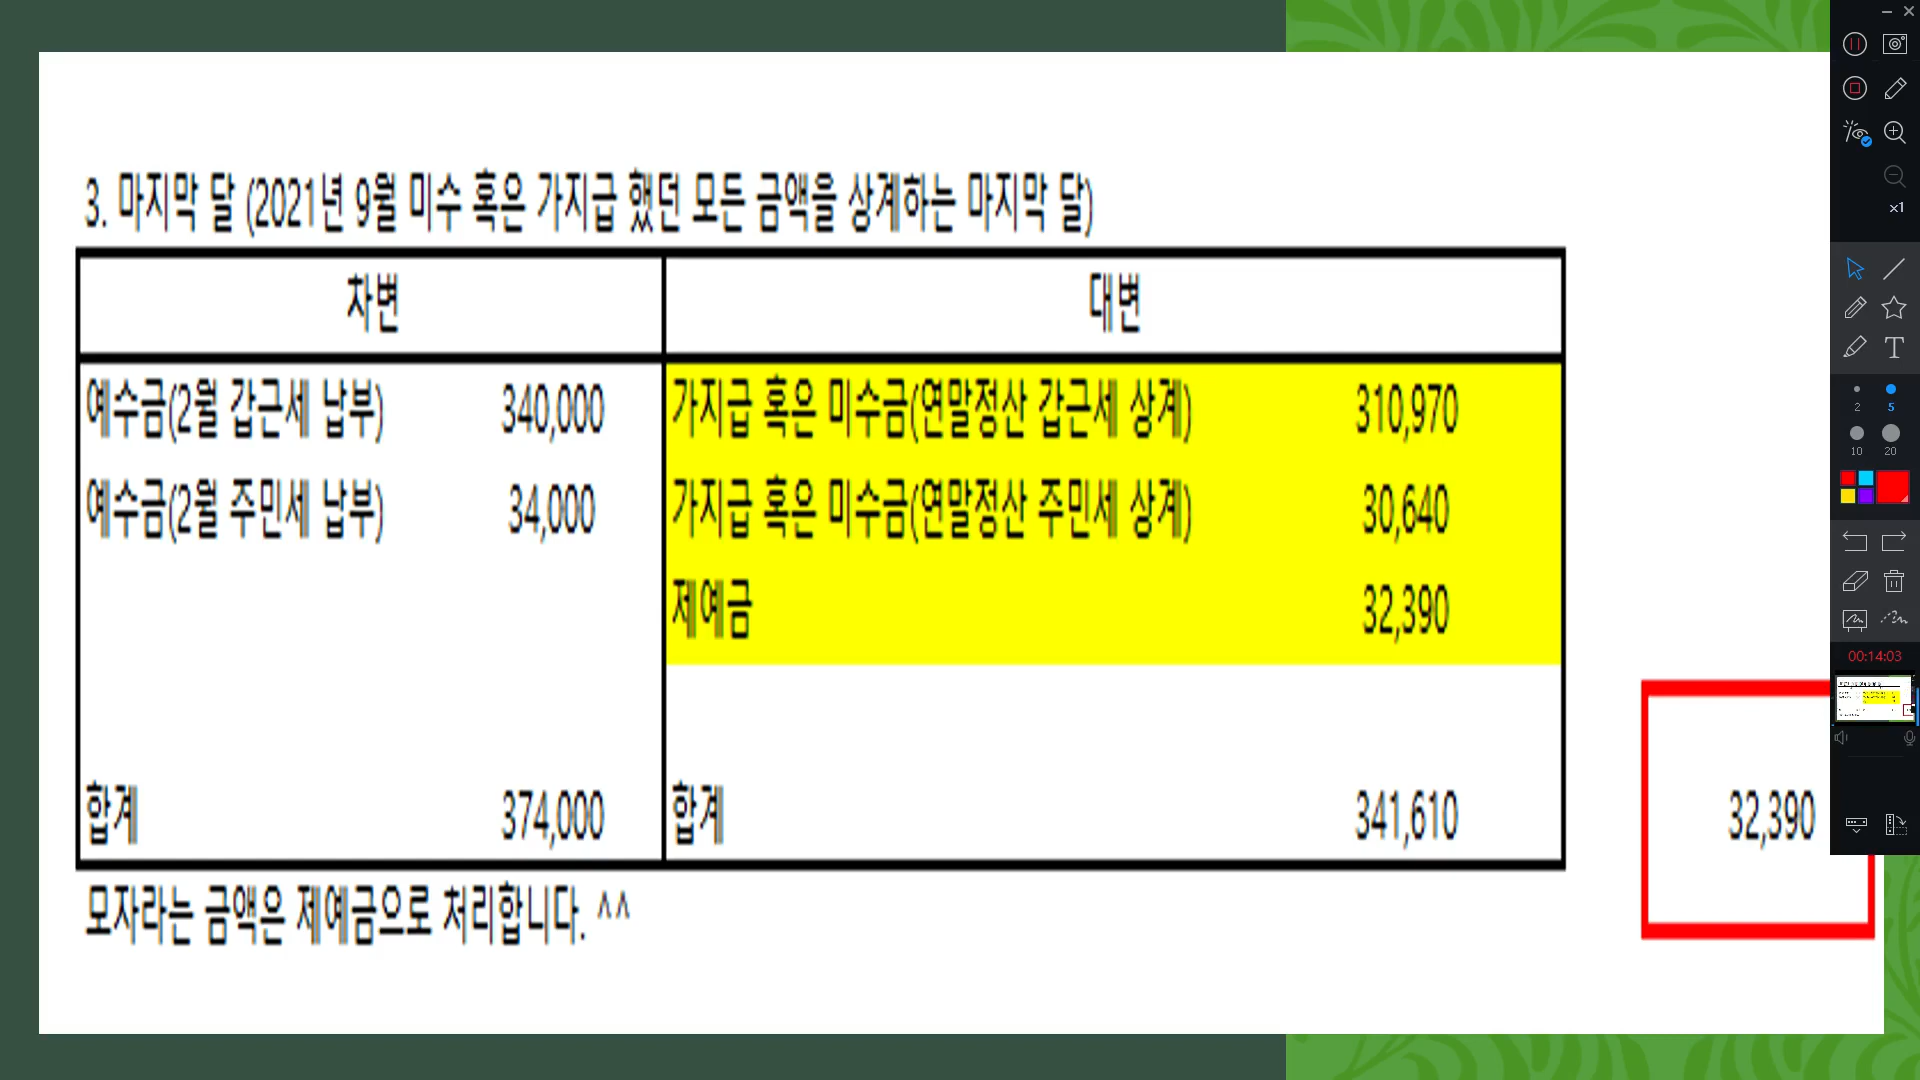 3. 마지막 달 (2021년 9월 미수 혹은 가지급 했던 모든 금액을 상계하는 마지막 달)
차변 대변
예수금(2월 갑근세 납부) 340,000 가지급 혹은 미수금(연말정산 갑근세 상계) 310,970
예수금(2월 주민세 납부) 34,000 가지급 혹은 미수금(연말정산 주민세 상계) 30,640
제예금 32,390
합계 374,000 합계 341,610 32,390
모자라는 금액은 제예금으로 처리합니다. ^^
x1
T
2 5
10 20
00:14:03